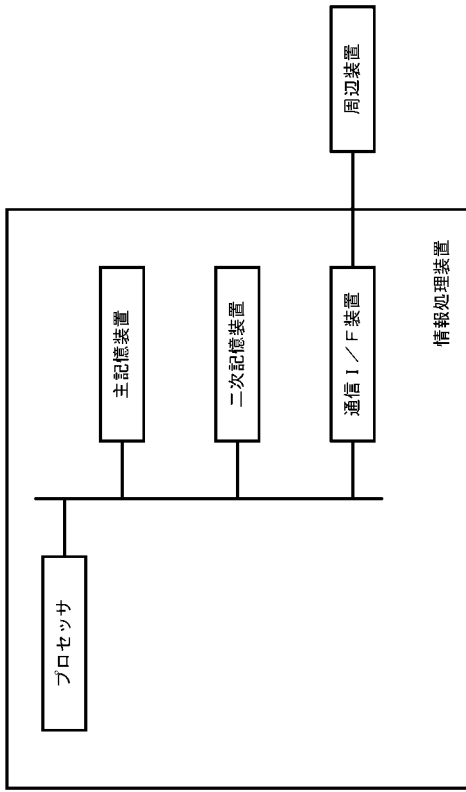 プロセッサ
主記憶装置
二次記憶装置
通信Ｉ／Ｆ装置
周辺装置
情報処理装置